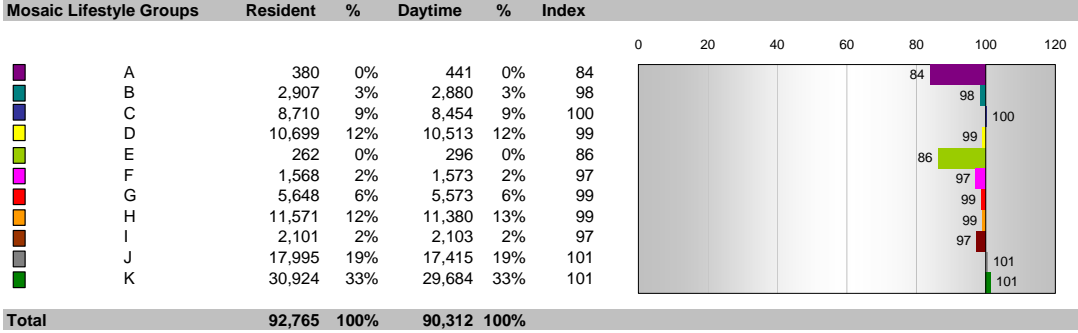 Mosaic Lifestyle Groups Resident % Daytime % Index
0 20 40 60 80 100 120
A 380 0% 441 0% 84 84
B 2,907 3% 2,880 3% 98 98
C 8,710 9% 8,454 9% 100 100
D 10,699 12% 10,513 12% 99 99
E 262 0% 296 0% 86 86
F 1,568 2% 1,573 2% 97 97
G 5,648 6% 5,573 6% 99 99
H 11,571 12% 11,380 13% 99 99
I 2,101 2% 2,103 2% 97 97
J 17,995 19% 17,415 19% 101 101
K 30,924 33% 29,684 33% 101 101
Total 92,765 100% 90,312 100%